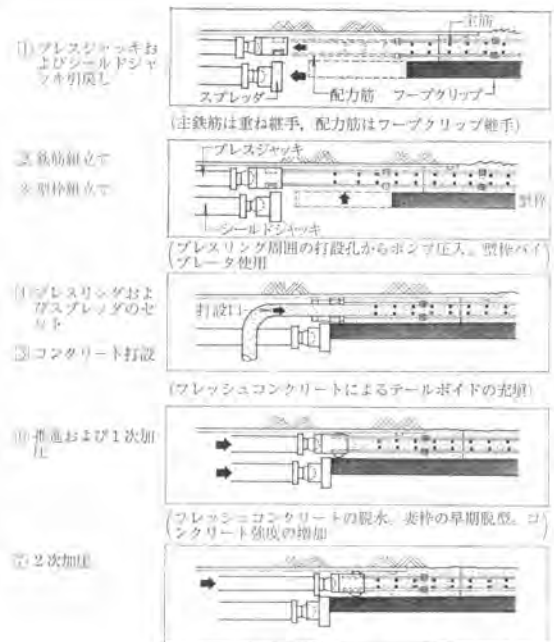 ① プレスジャッキお
よびシールドジャ
ッキ引戻し
主筋
スプレッダ
配力筋
フープクリップ
(主鉄筋は重ね継手, 配力筋はフープクリップ継手)
② 鉄筋組立て
③ 型枠組立て
プレスジャッキ
型枠
シールドジャッキ
(プレスリング周囲の打設孔からポンプ圧入。型枠バイ
ブレータ使用)
④ プレスリングおよ
びスプレッダのセ
ット
⑤ コンクリート打設
打設口
(フレッシュコンクリートによるテールボイドの充填)
⑥ 推進および1次加
圧
(フレッシュコンクリートの脱水。妻枠の早期脱型。コ
ンクリート強度の増加)
⑦ 2次加圧